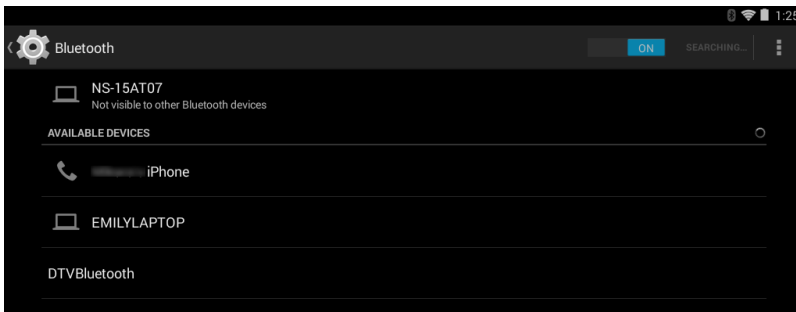 1:25
Bluetooth
ON
SEARCHING...
NS-15AT07
Not visible to other Bluetooth devices
AVAILABLE DEVICES
iPhone
EMILYLAPTOP
DTVBluetooth